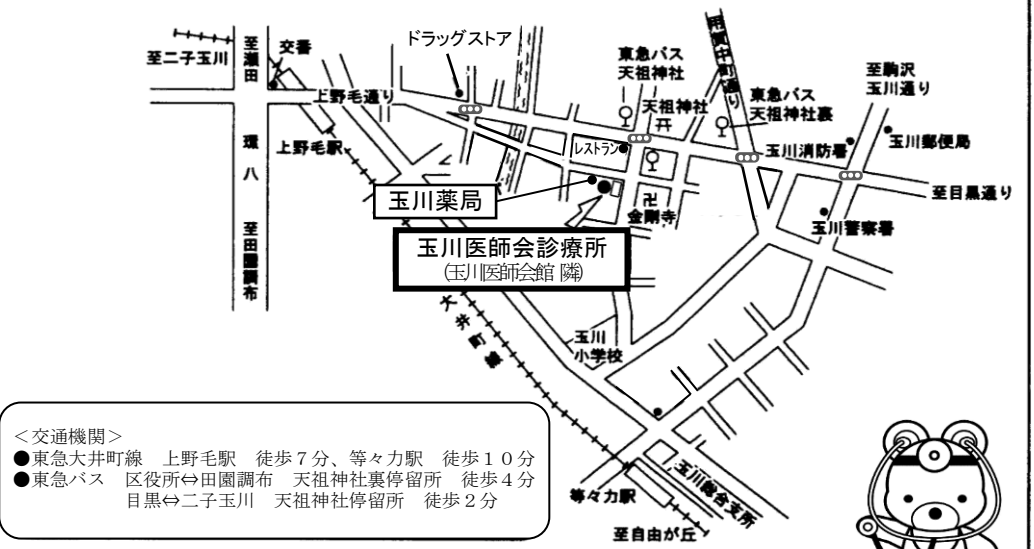 ドラッグストア
至二子玉川
至瀬田
交番
上野毛通り
上野毛駅
環八
至田園調布
東急バス
天祖神社
天祖神社
用賀中町通り
東急バス
天祖神社裏
至駒沢
玉川通り
玉川消防署
玉川郵便局
至目黒通り
レストラン
玉川薬局
卍
金剛寺
玉川警察署
玉川医師会診療所
(玉川医師会館 隣)
大井町線
玉川
小学校
玉川総合支所
等々力駅
至自由が丘
<交通機関>
●東急大井町線 上野毛駅 徒歩7分、等々力駅 徒歩10分
●東急バス 区役所⇔田園調布 天祖神社裏停留所 徒歩4分
目黒⇔二子玉川 天祖神社停留所 徒歩2分